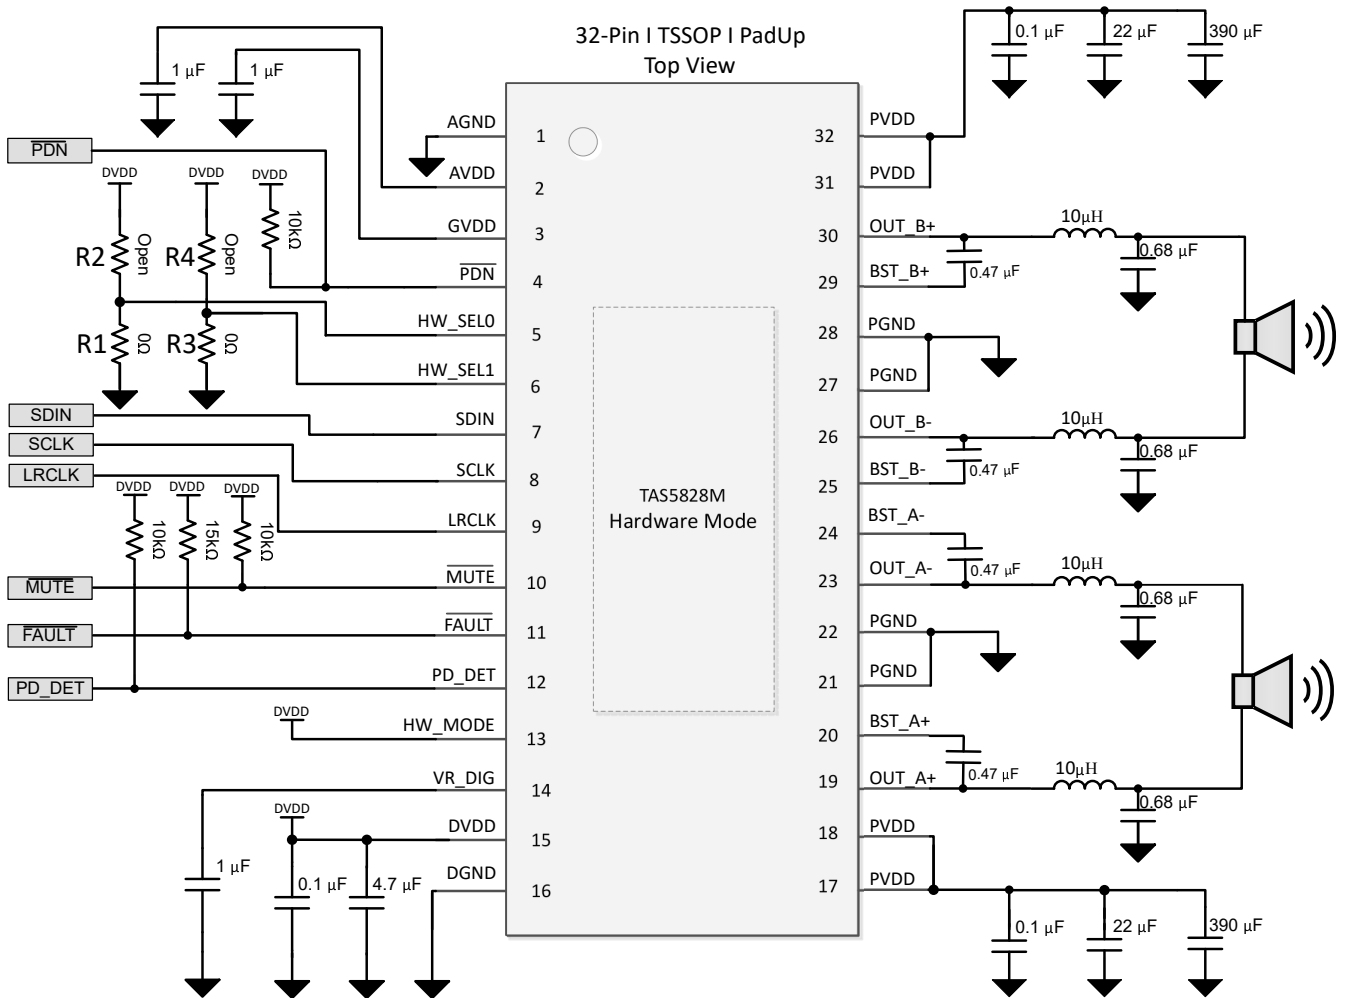 32-Pin I TSSOP I PadUp
Top View
1 μF
1 μF
0.1 μF
22 μF
390 μF
PDN
DVDD
DVDD
DVDD
R2
Open
R4
Open
10kΩ
R1
0Ω
R3
0Ω
SDIN
SCLK
LRCLK
DVDD
DVDD
DVDD
10kΩ
15kΩ
10kΩ
MUTE
FAULT
PD_DET
DVDD
DVDD
1 μF
0.1 μF
4.7 μF
AGND
1
AVDD
2
GVDD
3
PDN
4
HW_SEL0
5
HW_SEL1
6
SDIN
7
SCLK
8
LRCLK
9
MUTE
10
FAULT
11
PD_DET
12
HW_MODE
13
VR_DIG
14
DVDD
15
DGND
16
TAS5828M
Hardware Mode
32
PVDD
31
PVDD
30
OUT_B+
29
BST_B+
28
PGND
27
PGND
26
OUT_B-
25
BST_B-
24
BST_A-
23
OUT_A-
22
PGND
21
PGND
20
BST_A+
19
OUT_A+
18
PVDD
17
PVDD
10μH
0.47 μF
0.68 μF
10μH
0.47 μF
0.68 μF
10μH
0.47 μF
0.68 μF
10μH
0.47 μF
0.68 μF
0.1 μF
22 μF
390 μF